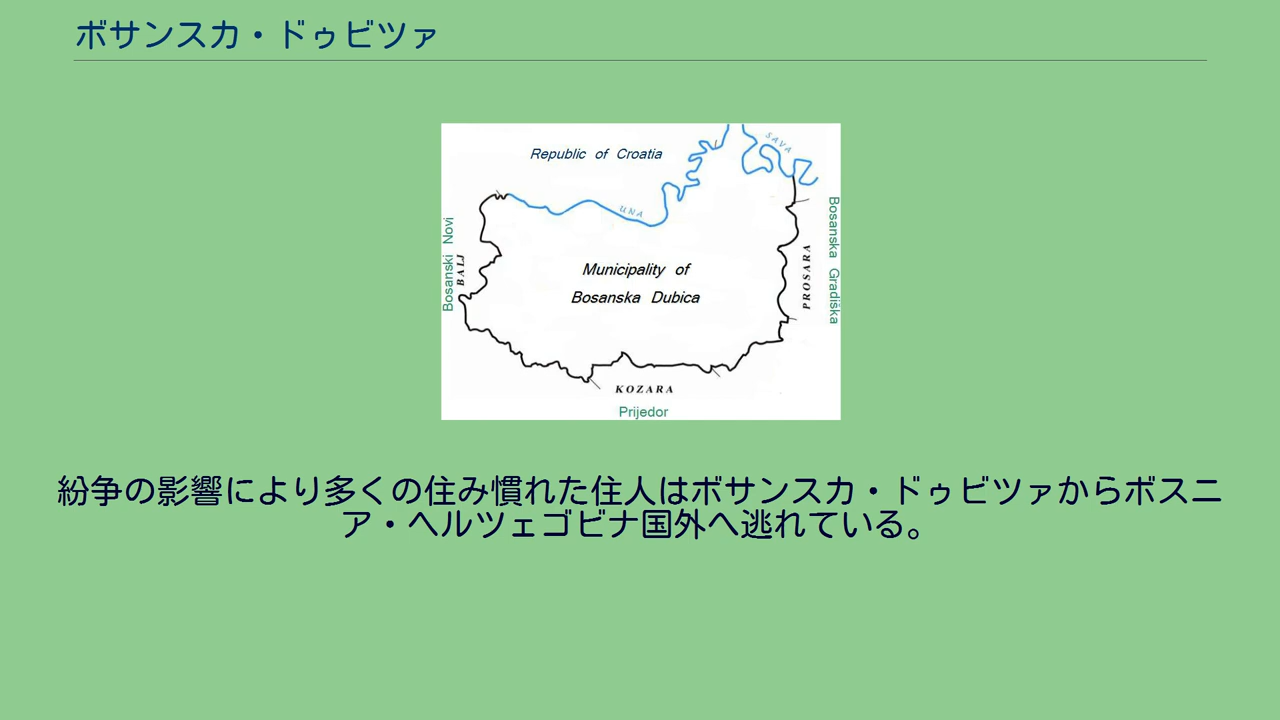 ボサンスカ・ドゥビツァ
Republic of Croatia
SAVA
UNA
Bosanski Novi
BALJ
Municipality of
Bosanska Dubica
PROSARA
Bosanska Gradiška
KOZARA
Prijedor
紛争の影響により多くの住み慣れた住人はボサンスカ・ドゥビツァからボスニ
ア・ヘルツェゴビナ国外へ逃れている。